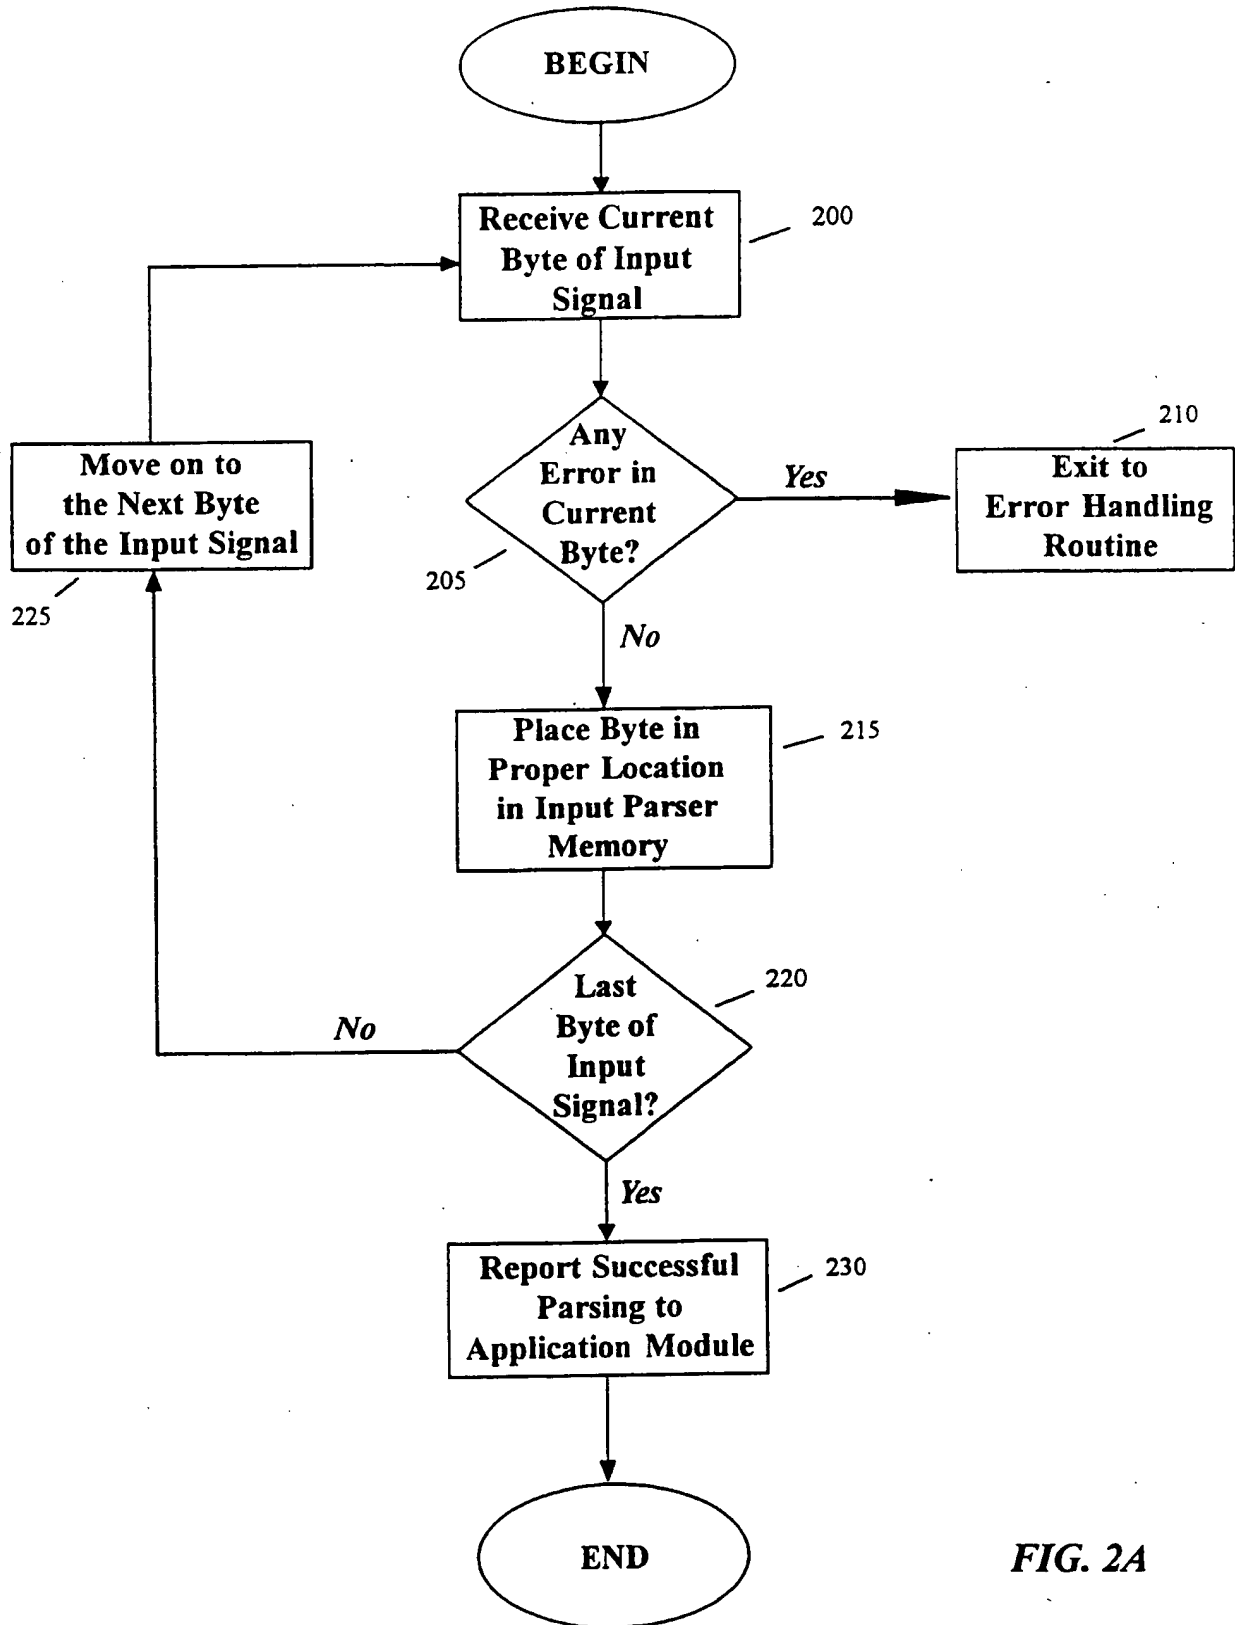 BEGIN
Receive Current
Byte of Input
Signal
200
Any
Error in
Current
Byte?
205
Yes
210
Exit to
Error Handling
Routine
Move on to
the Next Byte
of the Input Signal
225
No
Place Byte in
Proper Location
in Input Parser
Memory
215
Last
Byte of
Input
Signal?
220
No
Yes
Report Successful
Parsing to
Application Module
230
END
FIG. 2A